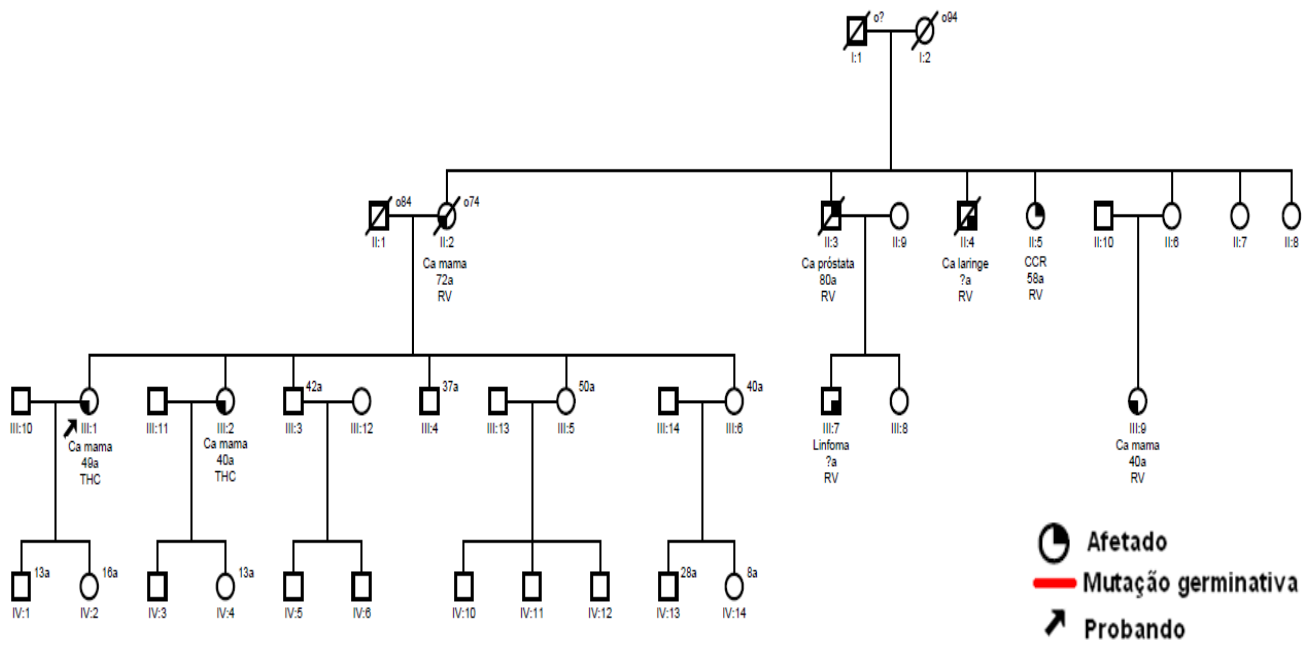 o?
o94
I:1
I:2
o84
o74
II:1
II:2
II:3
II:9
II:4
II:5
II:10
II:6
II:7
II:8
Ca mama
72a
RV
Ca próstata
80a
RV
Ca laringe
?a
RV
CCR
58a
RV
42a
37a
50a
40a
III:10
III:1
III:11
III:2
III:3
III:12
III:4
III:13
III:5
III:14
III:6
III:7
III:8
III:9
Ca mama
49a
THC
Ca mama
40a
THC
Linfoma
?a
RV
Ca mama
40a
RV
13a
16a
13a
28a
8a
IV:1
IV:2
IV:3
IV:4
IV:5
IV:6
IV:10
IV:11
IV:12
IV:13
IV:14
Afetado
Mutação germinativa
Probando